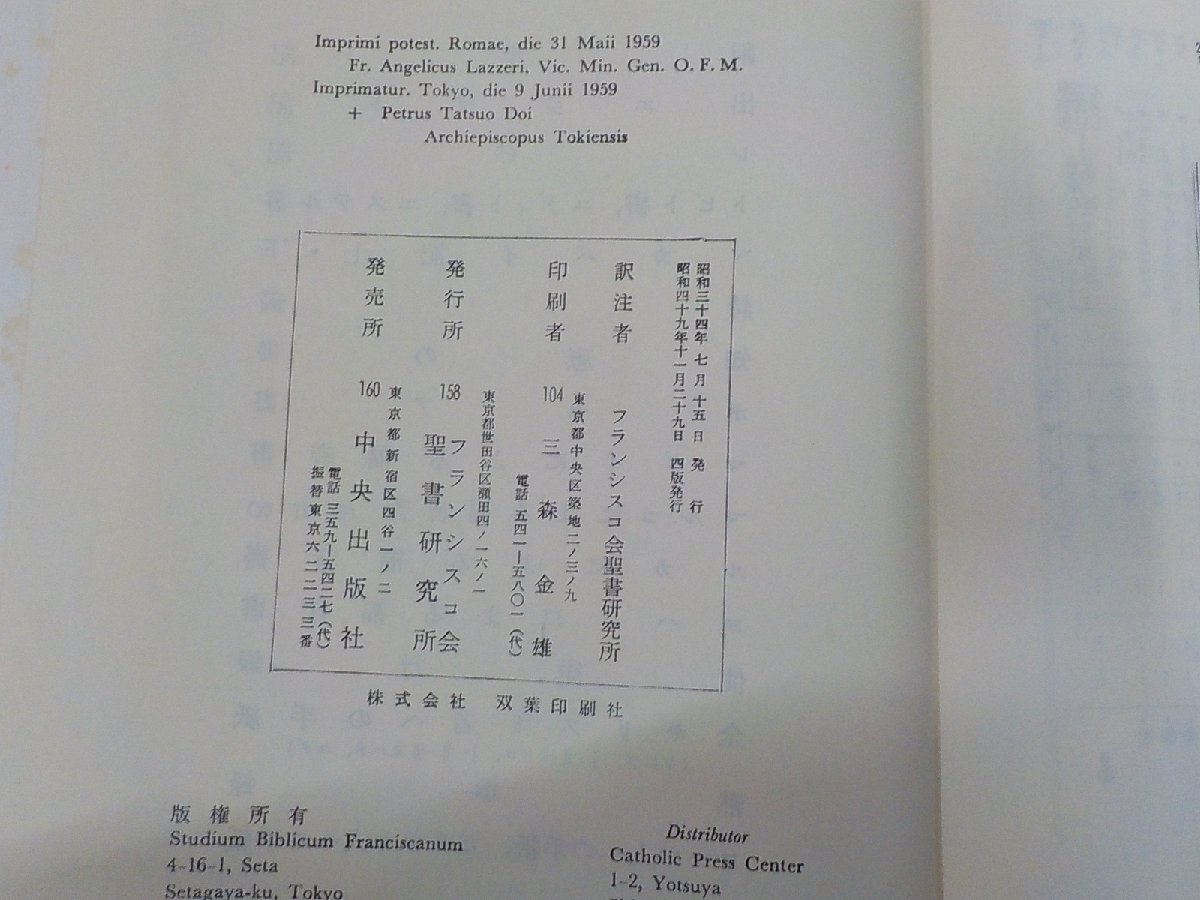 Imprimi potest. Romae, die 31 Maii 1959
Fr. Angelicus Lazzeri, Vic. Min. Gen. O. F. M.
Imprimatur. Tokyo, die 9 Junii 1959
+ Petrus Tatsuo Doi
Archiepiscopus Tokiensis
昭和三十四年 七 月 十五 日 発 行
昭和四十九年十一月二十九日 四版発行
訳 注 者 フランシスコ会聖書研究所
東京都中央区築地二ノ三ノ九
印 刷 者 104 三 森 金 雄
電話 五四一―五八〇一(代)
東京都世田谷区瀬田四ノ一六ノ一
フランシスコ会
発 行 所 158 聖 書 研 究 所
東京都新宿区四谷一ノ二
発 売 所 160 中 央 出 版 社
電話 三五九―五四二七(代)
振替東京六二二三三番
株式会社 双葉印刷社
版 権 所 有
Studium Biblicum Franciscanum
4-16-1, Seta
Setagaya-ku, Tokyo
Distributor
Catholic Press Center
1-2, Yotsuya